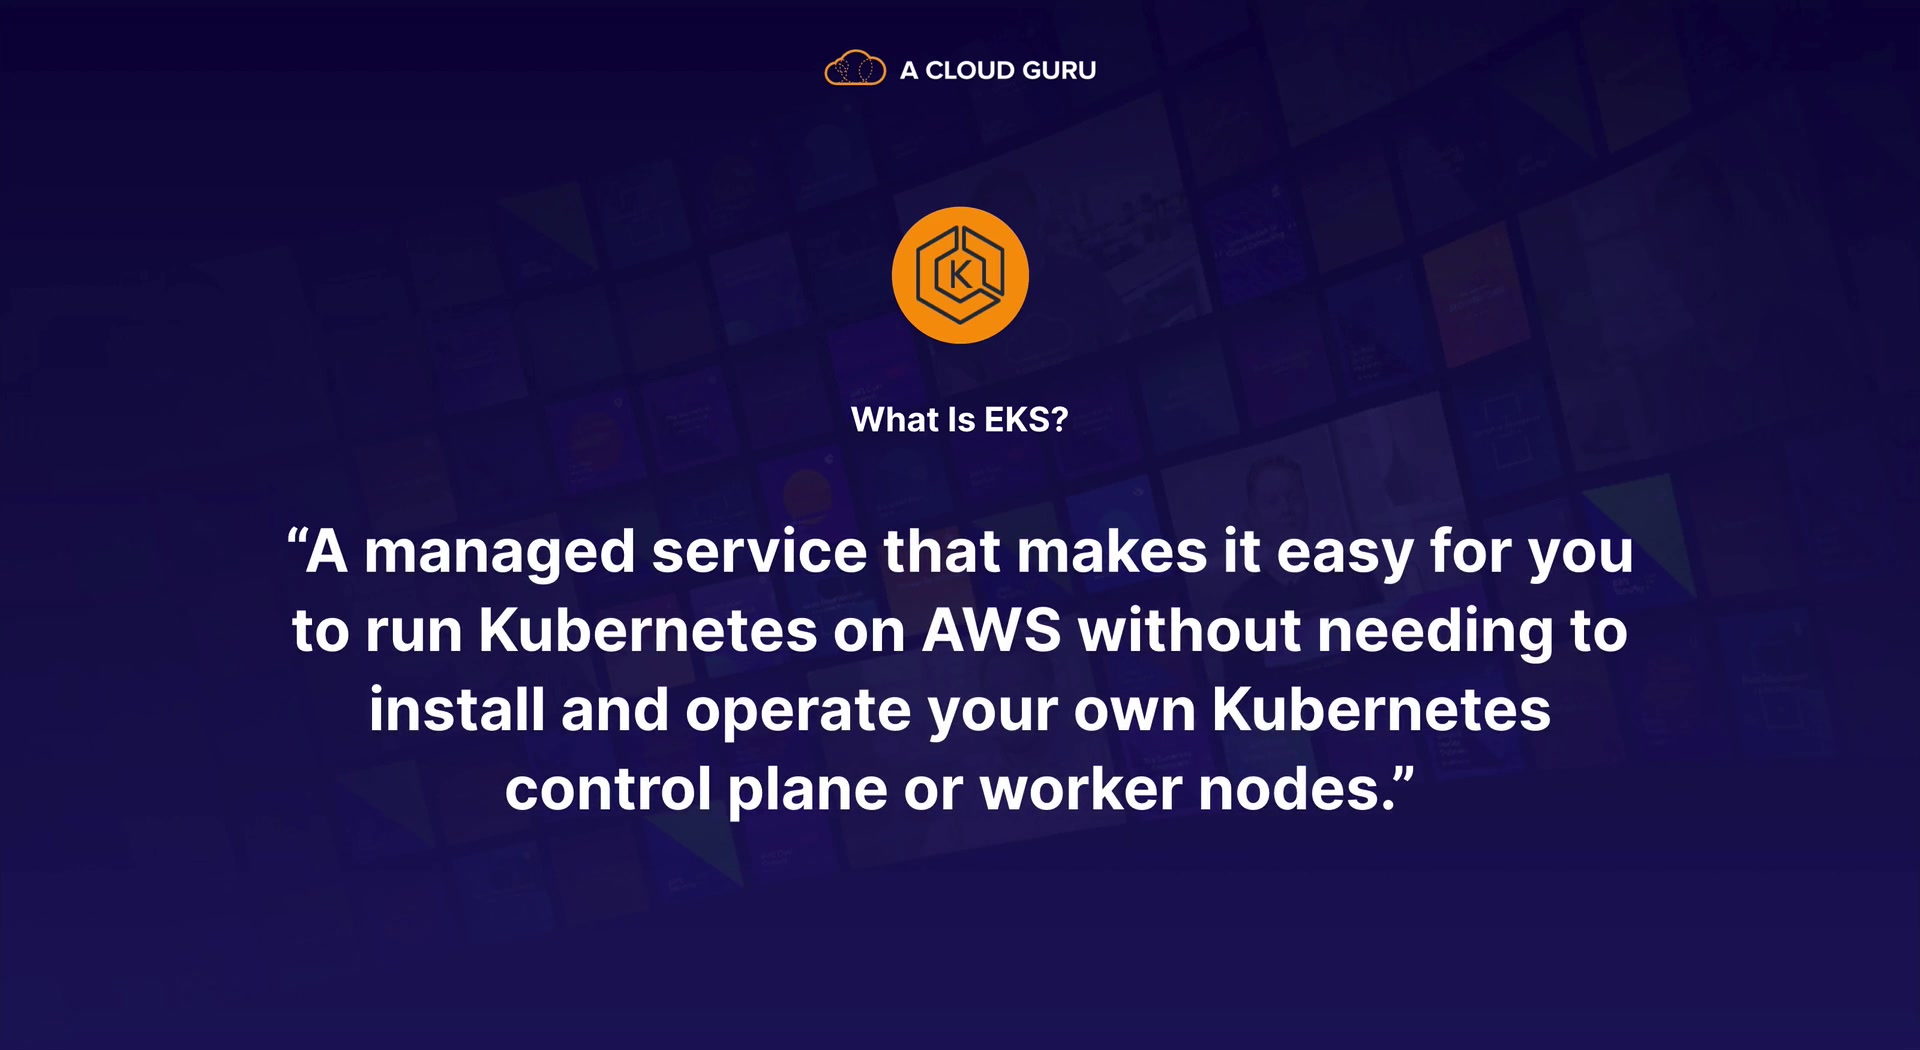 A CLOUD GURU
K
What Is EKS?
“A managed service that makes it easy for you
to run Kubernetes on AWS without needing to
install and operate your own Kubernetes
control plane or worker nodes.”